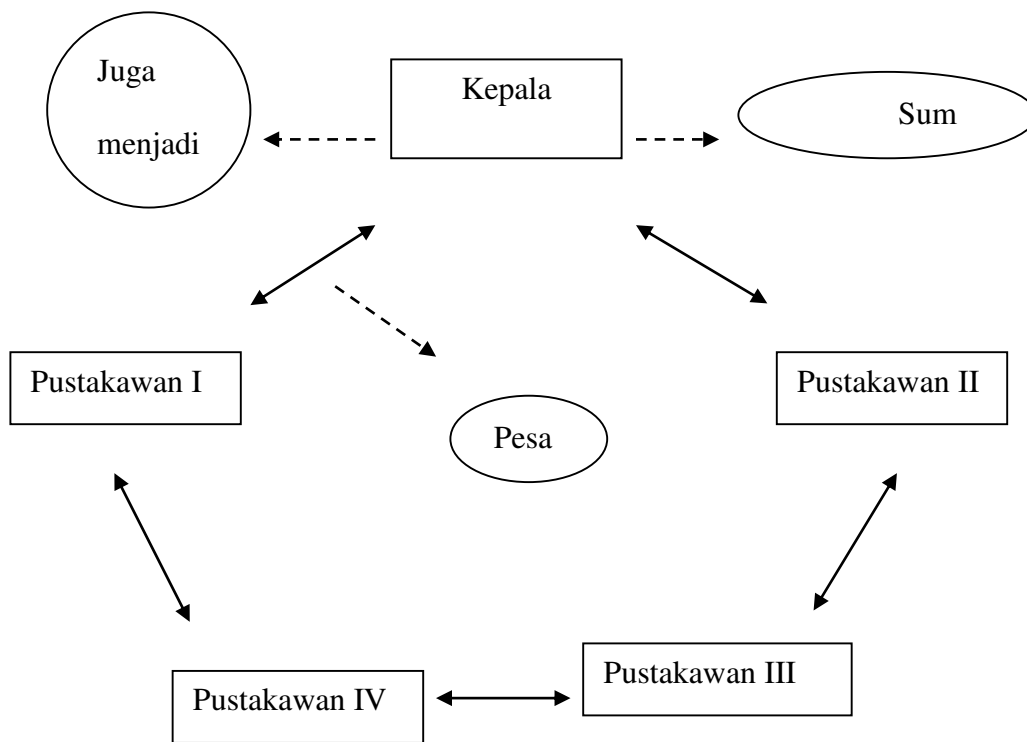 Juga
menjadi
Kepala
Sum
Pustakawan I
Pustakawan II
Pesa
Pustakawan III
Pustakawan IV